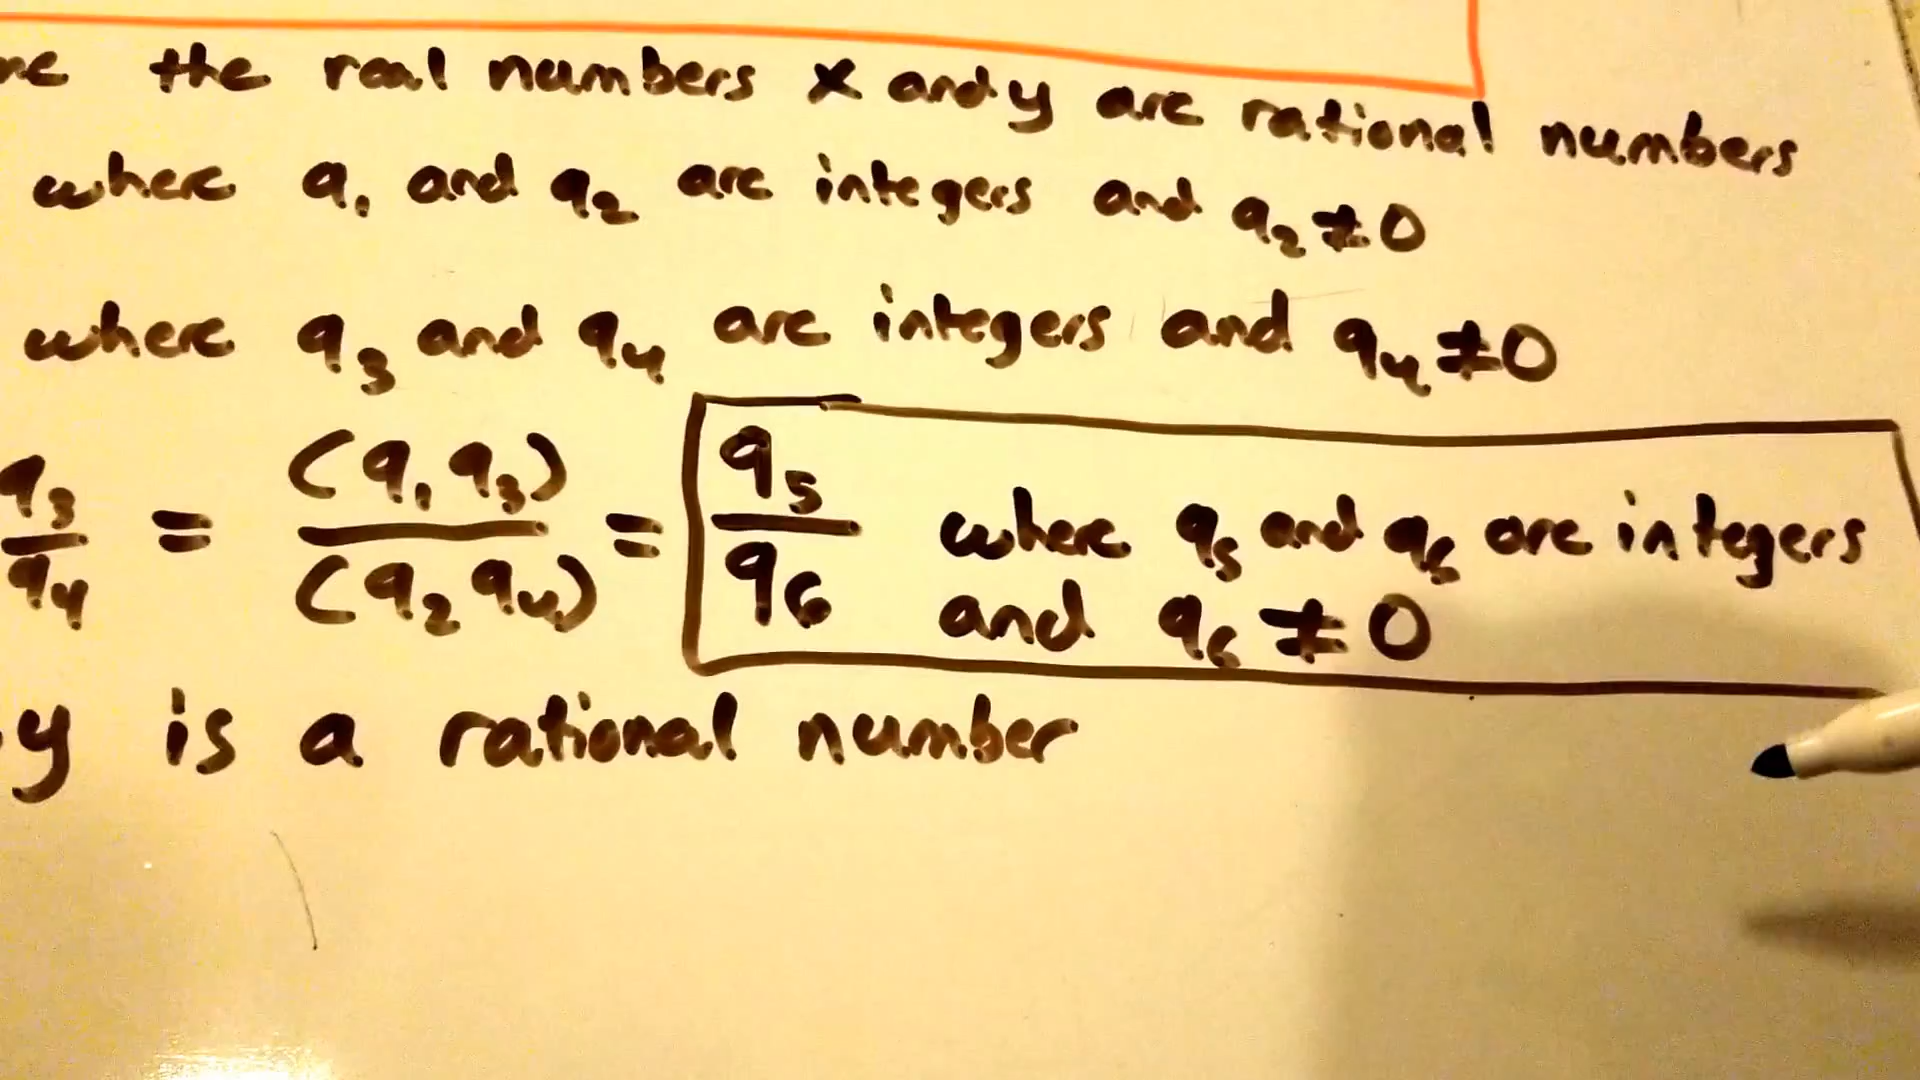 the real numbers x and y are rational numbers
where q₁ and q₂ are integers and q₂ ≠ 0
where q₃ and q₄ are integers and q₄ ≠ 0
q₃/q₄ = (q₁ q₃)/(q₂ q₄) = q₅/q₆ where q₅ and q₆ are integers
and q₆ ≠ 0
y is a rational number